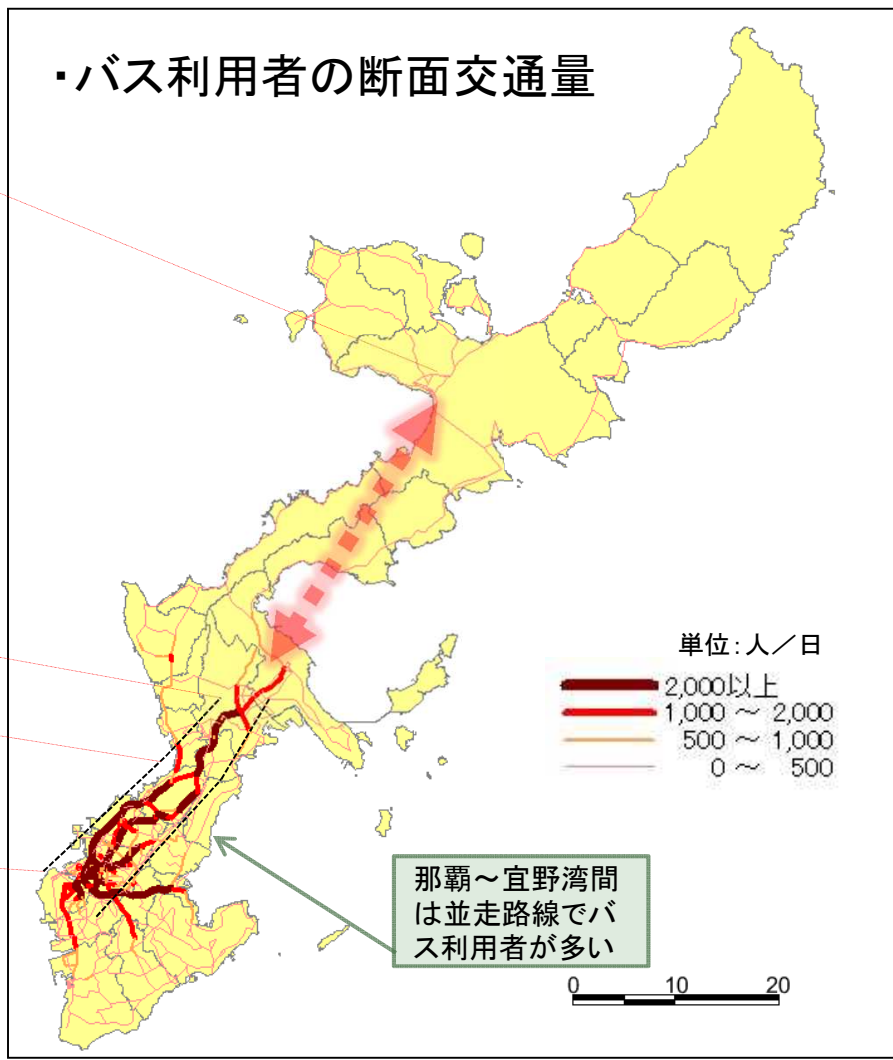 ・バス利用者の断面交通量
単位：人／日
2,000以上
1,000 ～ 2,000
500 ～ 1,000
0 ～ 500
那覇～宜野湾間
は並走路線でバ
ス利用者が多い
0 10 20